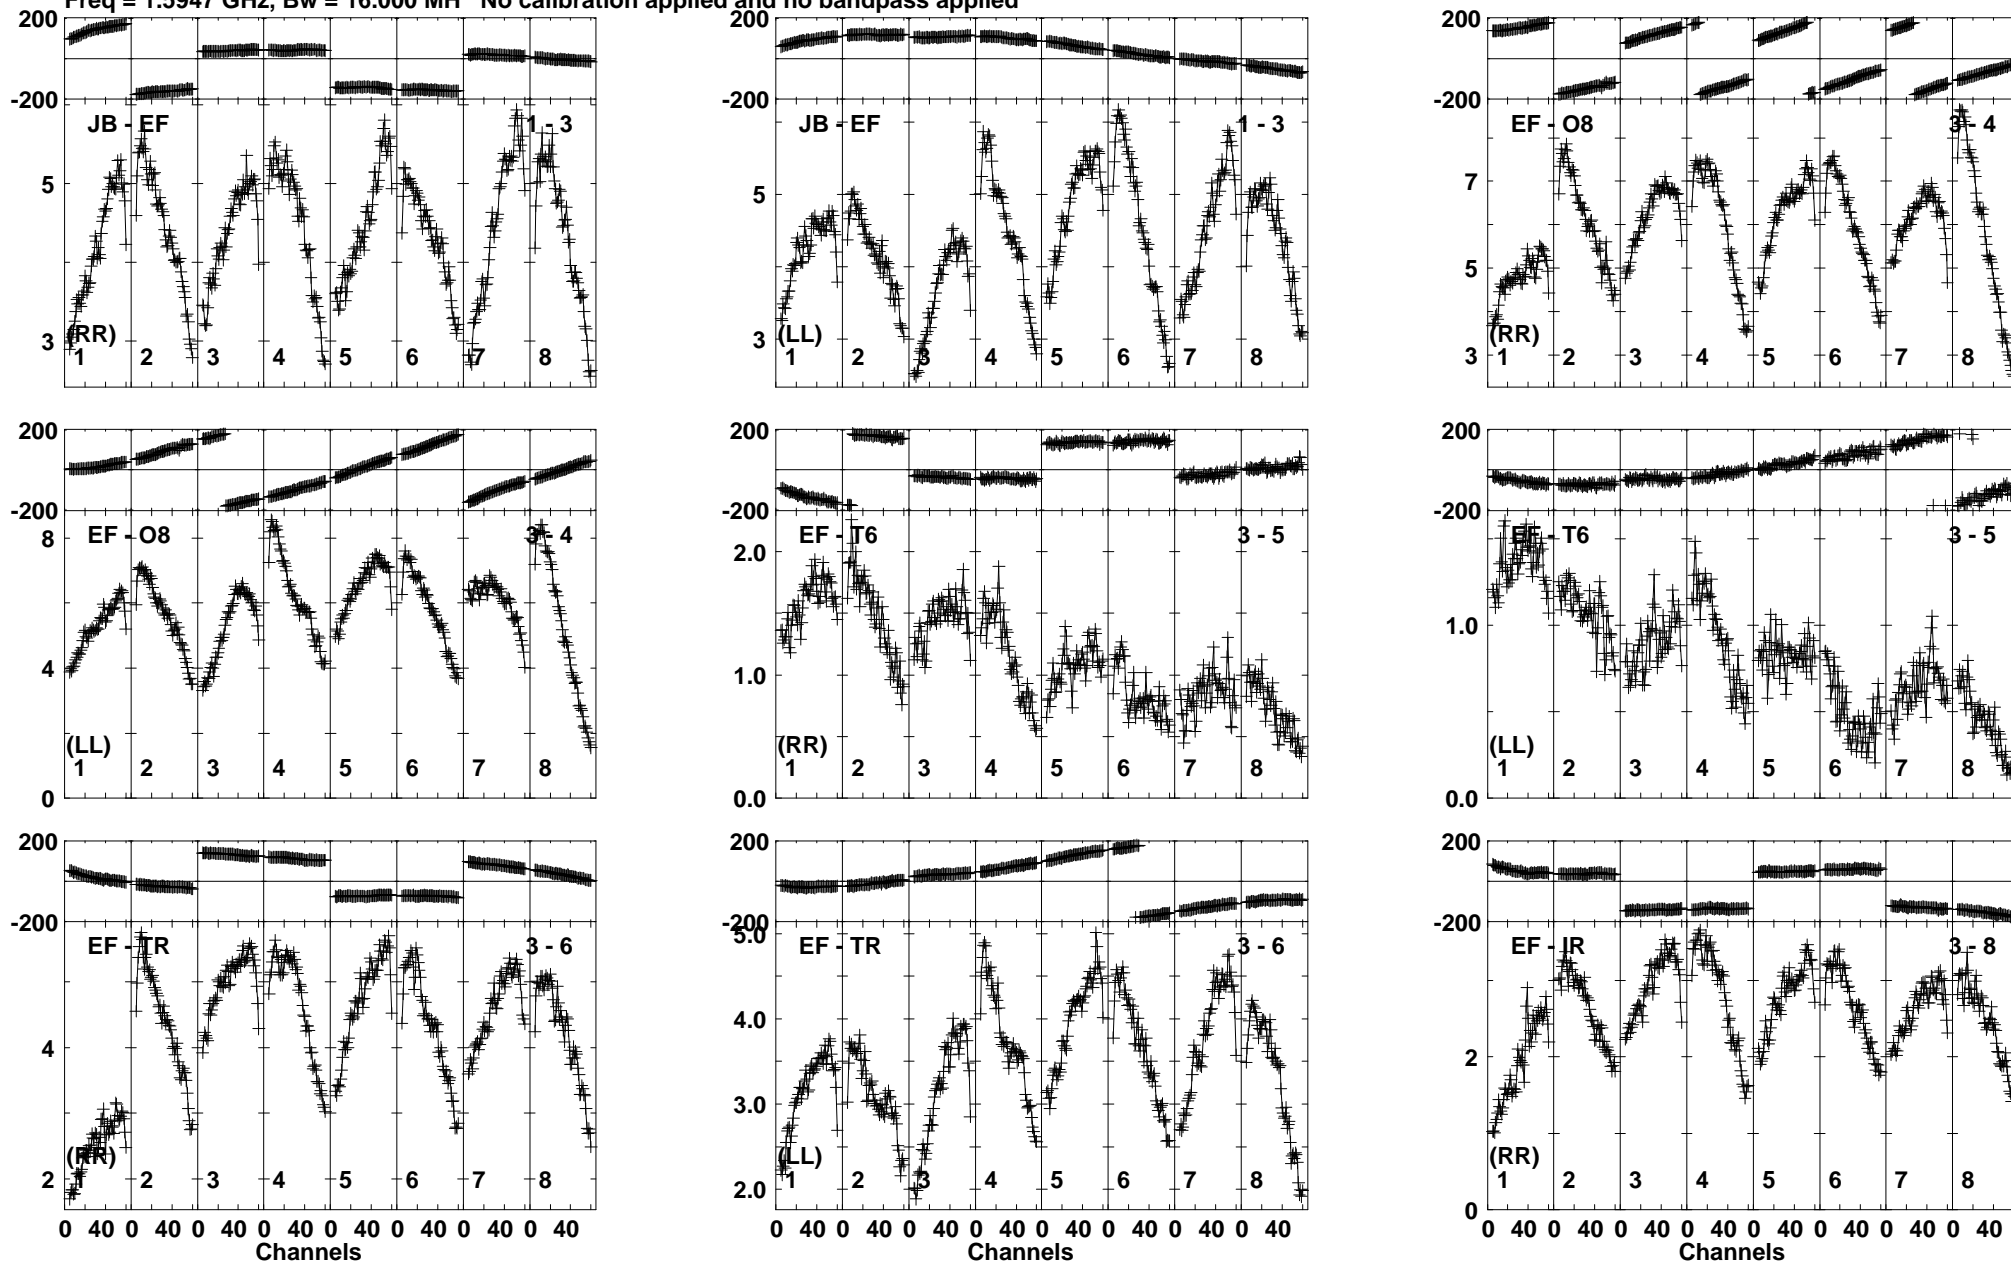 Freq = 1.5947 GHz, Bw = 16.000 MH No calibration applied and no bandpass applied
200 200 200
-200 -200 -200
JB - EF 1 - 3 JB - EF 1 - 3 EF - O8 3 - 4
5 5 7
5
3 3 3
(RR) (LL) (RR)
1 2 3 4 5 6 7 8 1 2 3 4 5 6 7 8 1 2 3 4 5 6 7 8
200 200 200
-200 -200 -200
EF - O8 3 - 4 EF - T6 3 - 5 EF - T6 3 - 5
8 2.0
4 1.0 1.0
(LL) (RR) (LL)
1 2 3 4 5 6 7 8 1 2 3 4 5 6 7 8 1 2 3 4 5 6 7 8
0 0.0 0.0
200 200 200
-200 -200 -200
EF - TR 3 - 6 EF - TR 3 - 6 EF - IR 3 - 8
5.0
4 4.0 2
3.0
2 2.0 0
(RR) (LL) (RR)
1 2 3 4 5 6 7 8 1 2 3 4 5 6 7 8 1 2 3 4 5 6 7 8
0 40 0 40 0 40 0 40 0 40 0 40 0 40 0 40 0 40 0 40 0 40 0 40 0 40 0 40 0 40 0 40 0 40 0 40 0 40 0 40 0 40 0 40 0 40 0 40
Channels Channels Channels